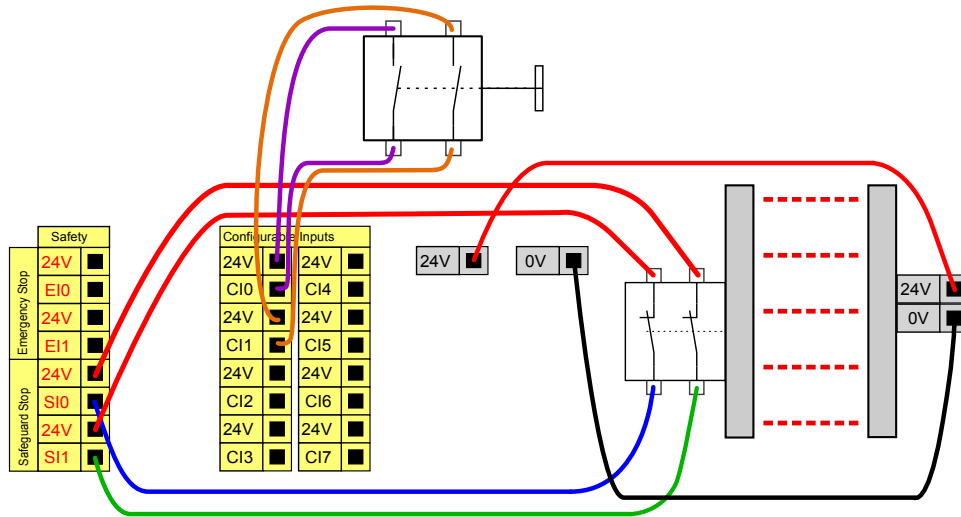 Safety
Emergency Stop
24V
EI0
24V
EI1
Safeguard Stop
24V
SI0
24V
SI1
Configurable Inputs
24V 24V
CI0 CI4
24V 24V
CI1 CI5
24V 24V
CI2 CI6
24V 24V
CI3 CI7
24V 0V
24V
0V